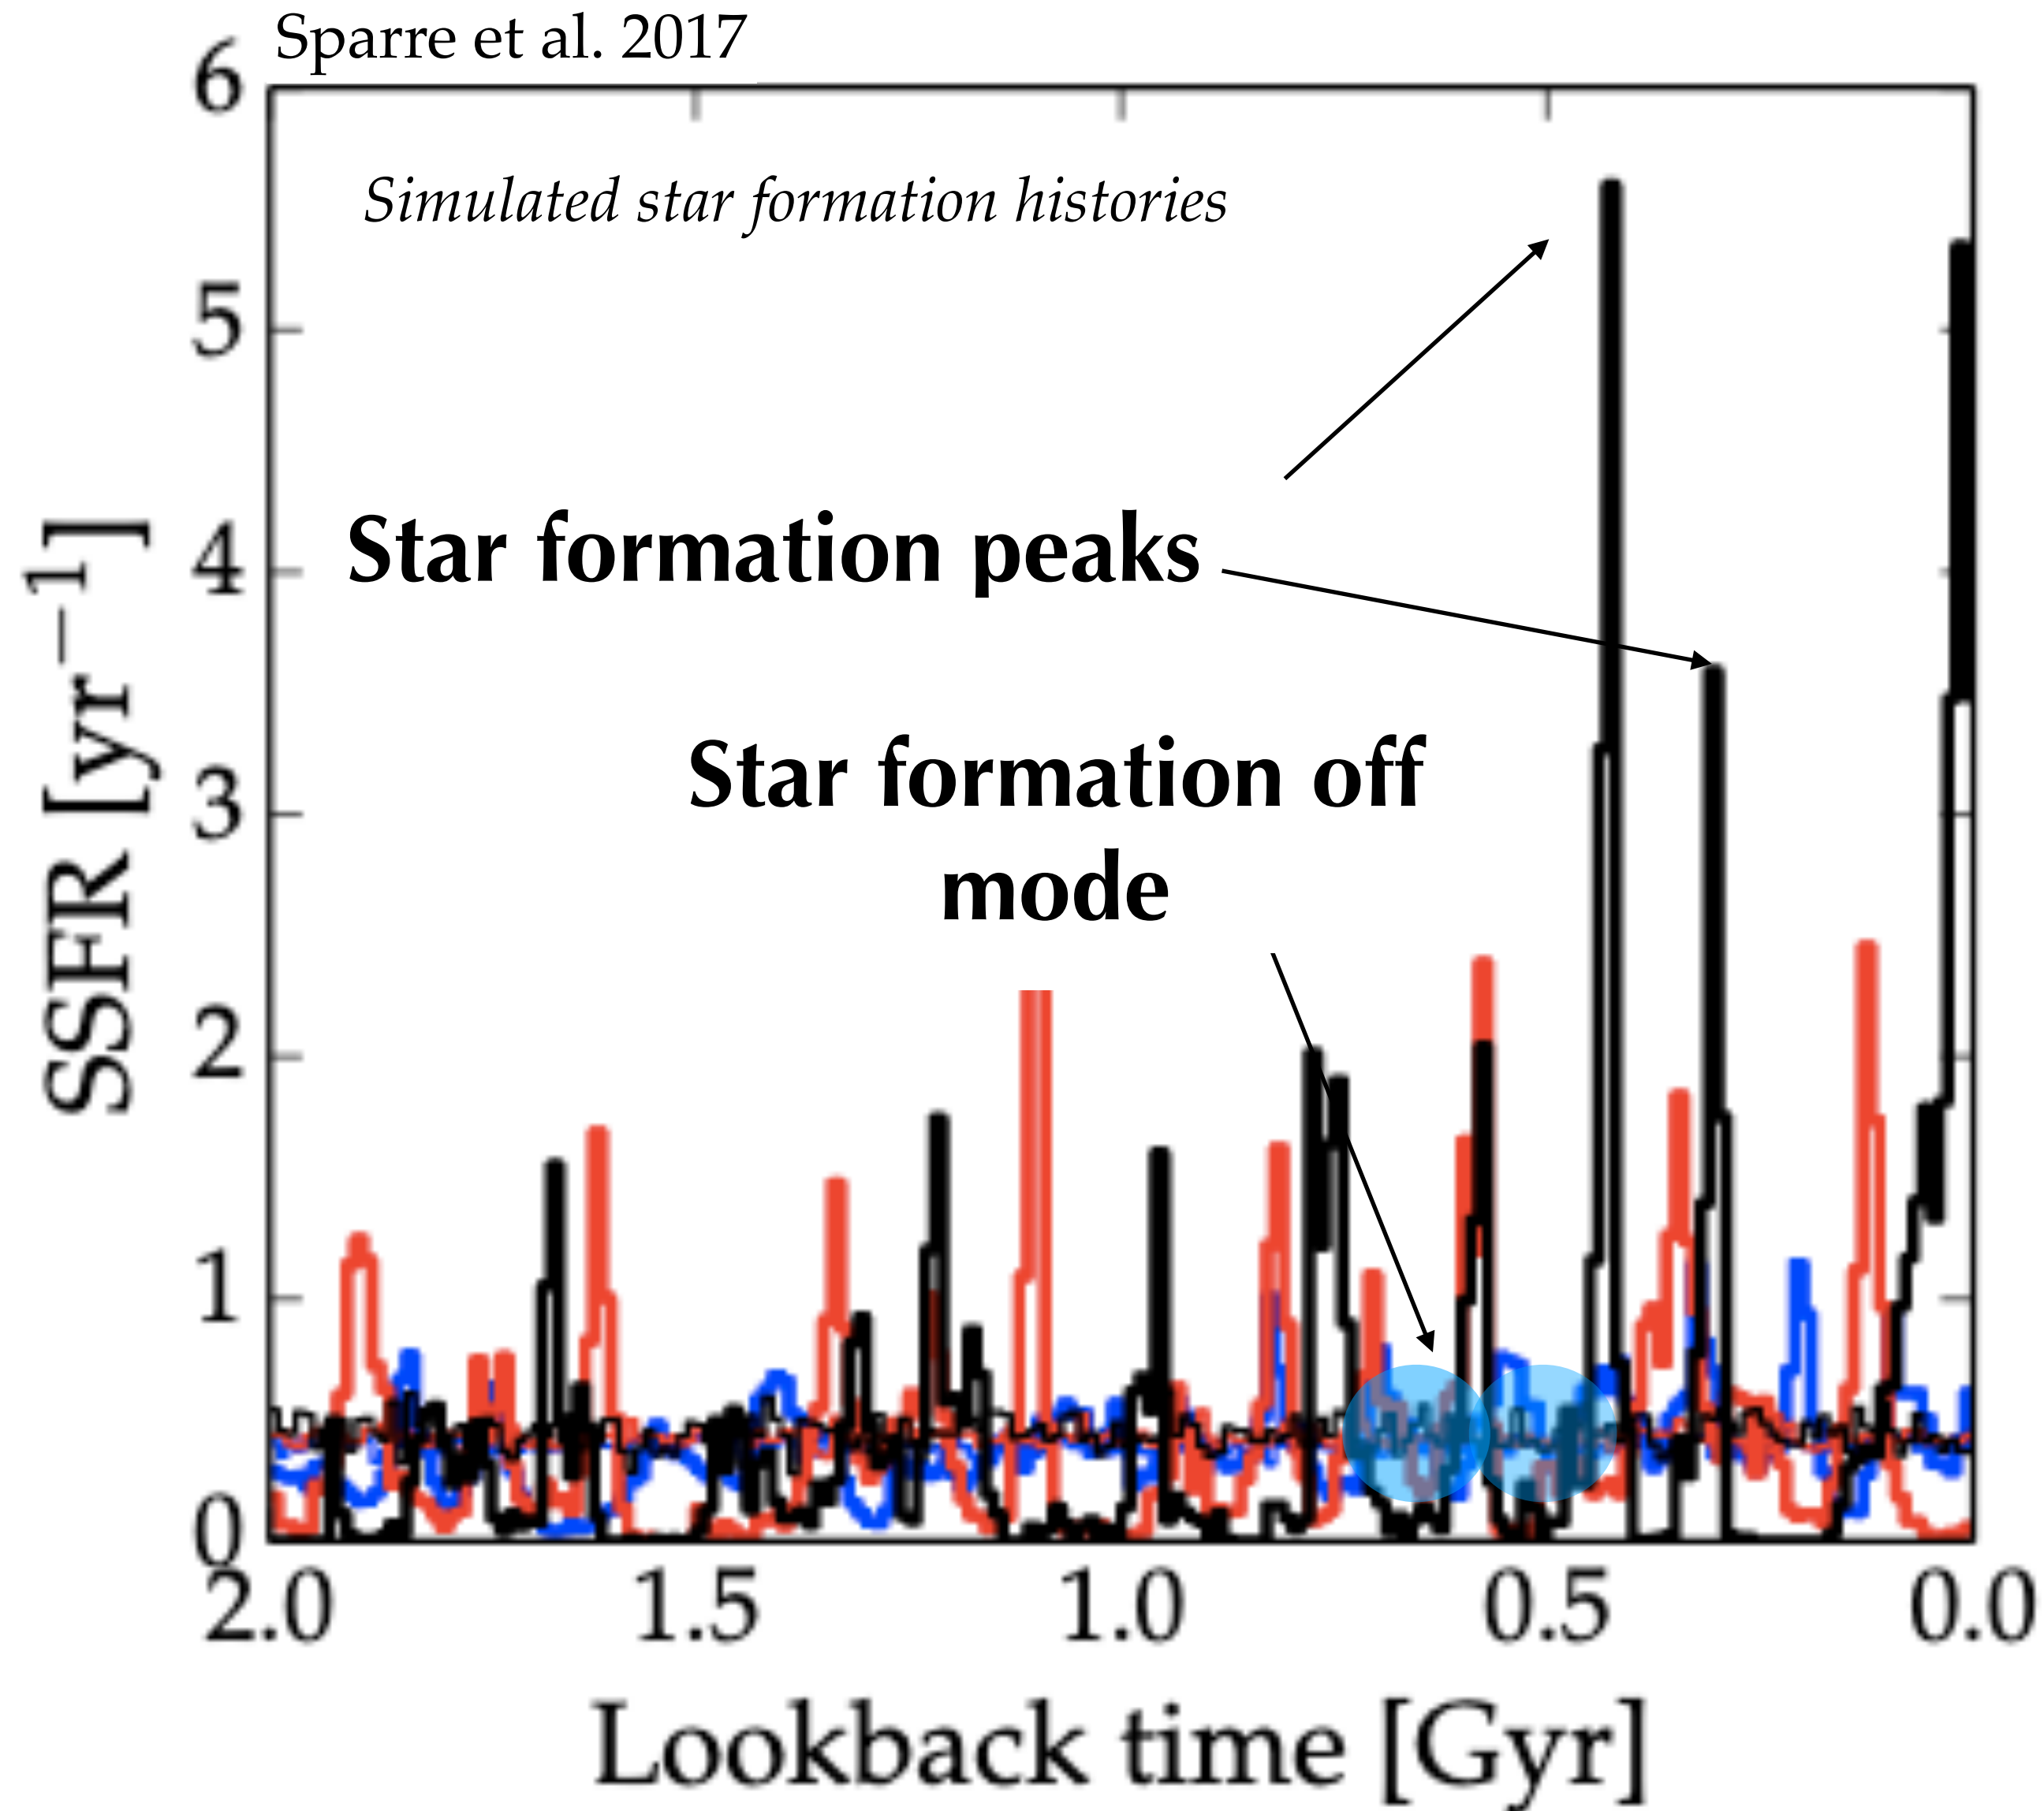 Sparre et al. 2017
Simulated star formation histories
Star formation peaks
Star formation off
mode
SSFR [yr⁻¹]
6
5
4
3
2
1
0
2.0 1.5 1.0 0.5 0.0
Lookback time [Gyr]